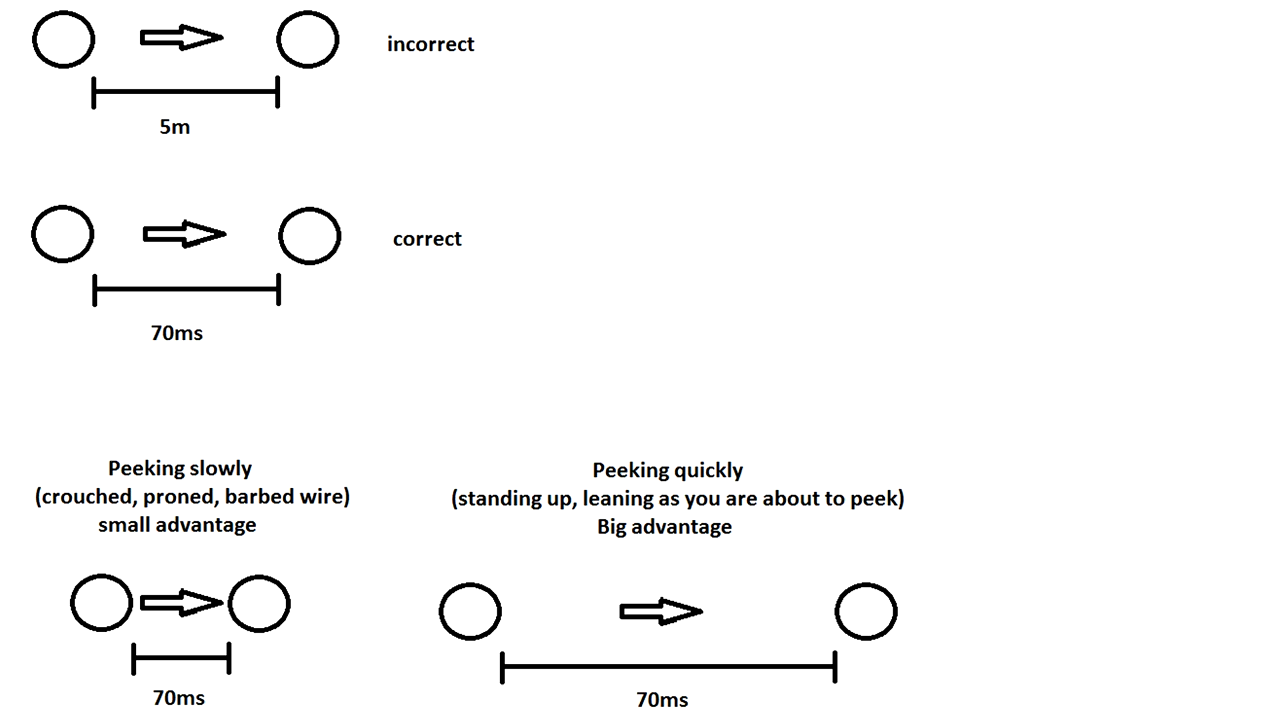 incorrect
5m
correct
70ms
Peeking slowly
(crouched, proned, barbed wire)
small advantage
70ms
Peeking quickly
(standing up, leaning as you are about to peek)
Big advantage
70ms